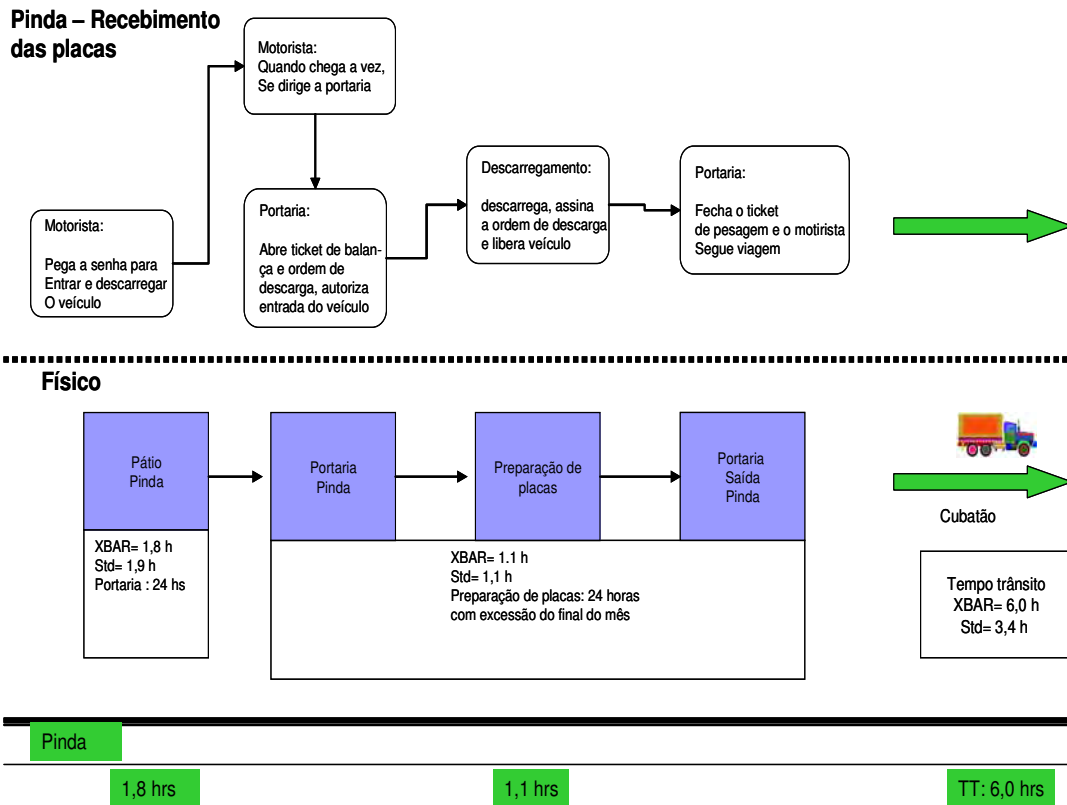 Pinda – Recebimento
das placas
Motorista:
Quando chega a vez,
Se dirige a portaria
Motorista:
Pega a senha para
Entrar e descarregar
O veículo
Portaria:
Abre ticket de balan-
ça e ordem de
descarga, autoriza
entrada do veículo
Descarregamento:
descarrega, assina
a ordem de descarga
e libera veículo
Portaria:
Fecha o ticket
de pesagem e o motirista
Segue viagem
Físico
Pátio
Pinda
Portaria
Pinda
Preparação de
placas
Portaria
Saída
Pinda
Cubatão
XBAR= 1,8 h
Std= 1,9 h
Portaria : 24 hs
XBAR= 1.1 h
Std= 1,1 h
Preparação de placas: 24 horas
com excessão do final do mês
Tempo trânsito
XBAR= 6,0 h
Std= 3,4 h
Pinda
1,8 hrs
1,1 hrs
TT: 6,0 hrs